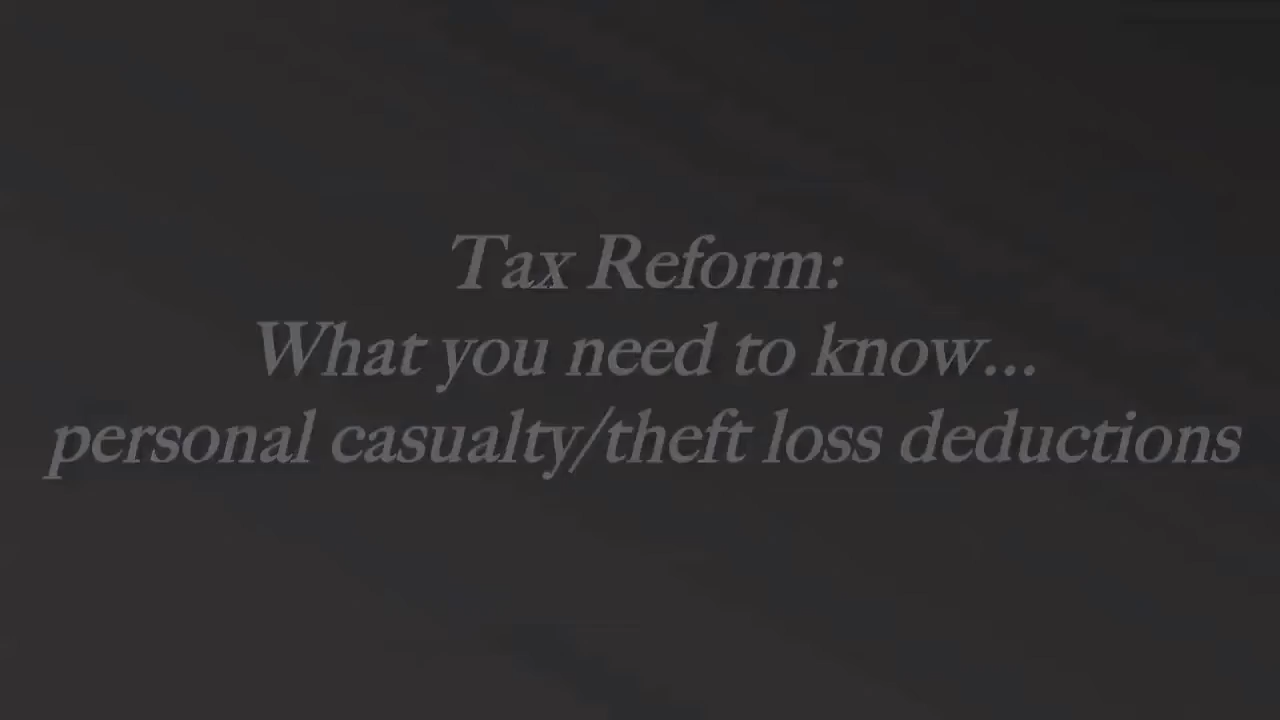 Tax Reform:
What you need to know...
personal casualty/theft loss deductions